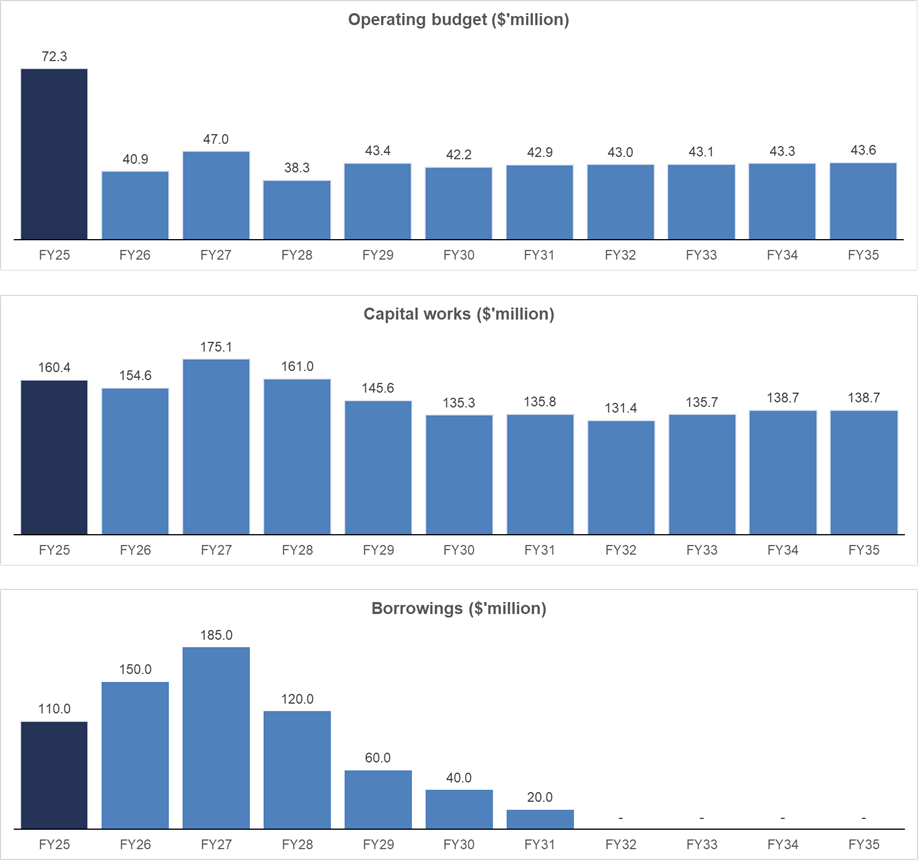 Operating budget ($'million)
72.3 40.9 47.0 38.3 43.4 42.2 42.9 43.0 43.1 43.3 43.6
FY25 FY26 FY27 FY28 FY29 FY30 FY31 FY32 FY33 FY34 FY35
Capital works ($'million)
160.4 154.6 175.1 161.0 145.6 135.3 135.8 131.4 135.7 138.7 138.7
FY25 FY26 FY27 FY28 FY29 FY30 FY31 FY32 FY33 FY34 FY35
Borrowings ($'million)
110.0 150.0 185.0 120.0 60.0 40.0 20.0 - - - -
FY25 FY26 FY27 FY28 FY29 FY30 FY31 FY32 FY33 FY34 FY35